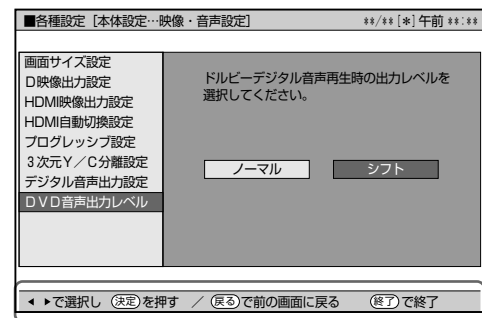 ■各種設定［本体設定…映像・音声設定］ **/**[*]午前**:**
画面サイズ設定
D映像出力設定
HDMI映像出力設定
HDMI自動切換設定
プログレッシブ設定
３次元Ｙ／Ｃ分離設定
デジタル音声出力設定
ＤＶＤ音声出力レベル
ドルビーデジタル音声再生時の出力レベルを
選択してください。
ノーマル シフト
◀ ▶で選択し 決定を押す ／ 戻るで前の画面に戻る 終了で終了